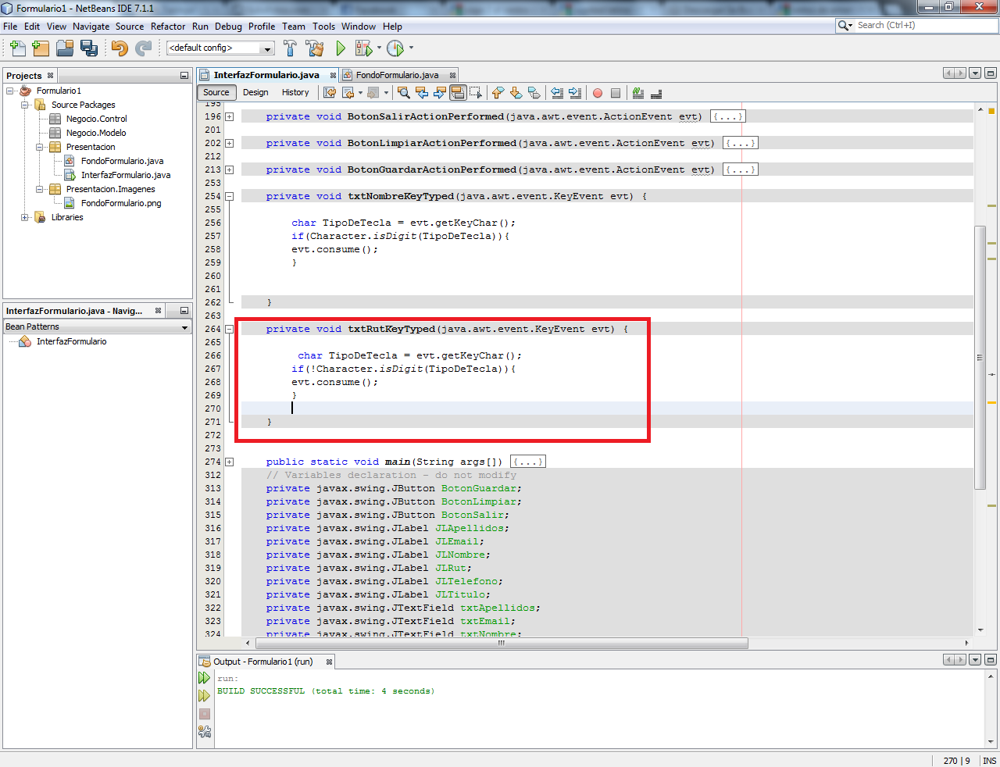 Formulario1 - NetBeans IDE 7.1.1
File Edit View Navigate Source Refactor Run Debug Profile Team Tools Window Help
Search (Ctrl+I)
<default config>
Projects
Formulario1
Source Packages
Negocio.Control
Negocio.Modelo
Presentacion
FondoFormulario.java
InterfazFormulario.java
Presentacion.Imagenes
FondoFormulario.png
Libraries
InterfazFormulario.java - Navig...
Bean Patterns
InterfazFormulario
InterfazFormulario.java FondoFormulario.java
Source Design History
195
196 private void BotonSalirActionPerformed(java.awt.event.ActionEvent evt) {...}
201
202 private void BotonLimpiarActionPerformed(java.awt.event.ActionEvent evt) {...}
212
213 private void BotonGuardarActionPerformed(java.awt.event.ActionEvent evt) {...}
253
254 private void txtNombreKeyTyped(java.awt.event.KeyEvent evt) {
255
256 char TipoDeTecla = evt.getKeyChar();
257 if(Character.isDigit(TipoDeTecla)){
258 evt.consume();
259 }
260
261
262 }
263
264 private void txtRutKeyTyped(java.awt.event.KeyEvent evt) {
265
266 char TipoDeTecla = evt.getKeyChar();
267 if(!Character.isDigit(TipoDeTecla)){
268 evt.consume();
269 }
270
271 }
272
273
274 public static void main(String args[]) {...}
312 // Variables declaration - do not modify
313 private javax.swing.JButton BotonGuardar;
314 private javax.swing.JButton BotonLimpiar;
315 private javax.swing.JButton BotonSalir;
316 private javax.swing.JLabel JLApellidos;
317 private javax.swing.JLabel JLEmail;
318 private javax.swing.JLabel JLNombre;
319 private javax.swing.JLabel JLRut;
320 private javax.swing.JLabel JLTelefono;
321 private javax.swing.JLabel JLTitulo;
322 private javax.swing.JTextField txtApellidos;
323 private javax.swing.JTextField txtEmail;
324 private javax.swing.JTextField txtNombre;
Output - Formulario1 (run)
run:
BUILD SUCCESSFUL (total time: 4 seconds)
270 | 9 INS